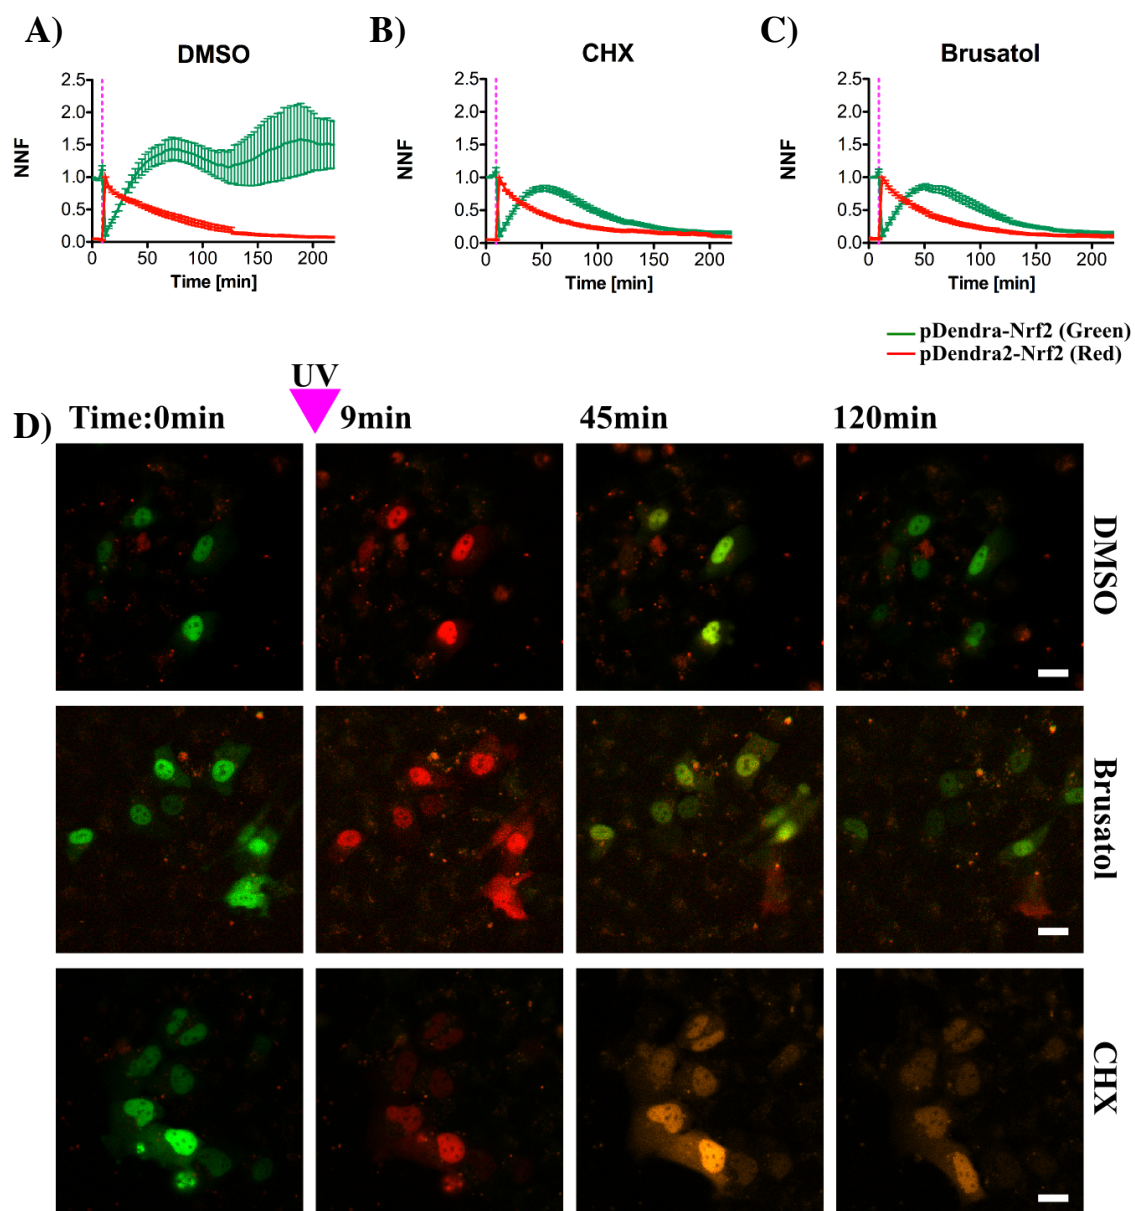 A)
DMSO
2.5
2.0
1.5
1.0
0.5
0.0
NNF
0 50 100 150 200
Time [min]
B)
CHX
2.5
2.0
1.5
1.0
0.5
0.0
NNF
0 50 100 150 200
Time [min]
C)
Brusatol
2.5
2.0
1.5
1.0
0.5
0.0
NNF
0 50 100 150 200
Time [min]
pDendra-Nrf2 (Green)
pDendra2-Nrf2 (Red)
UV
D)
Time:0min 9min 45min 120min
DMSO
Brusatol
CHX